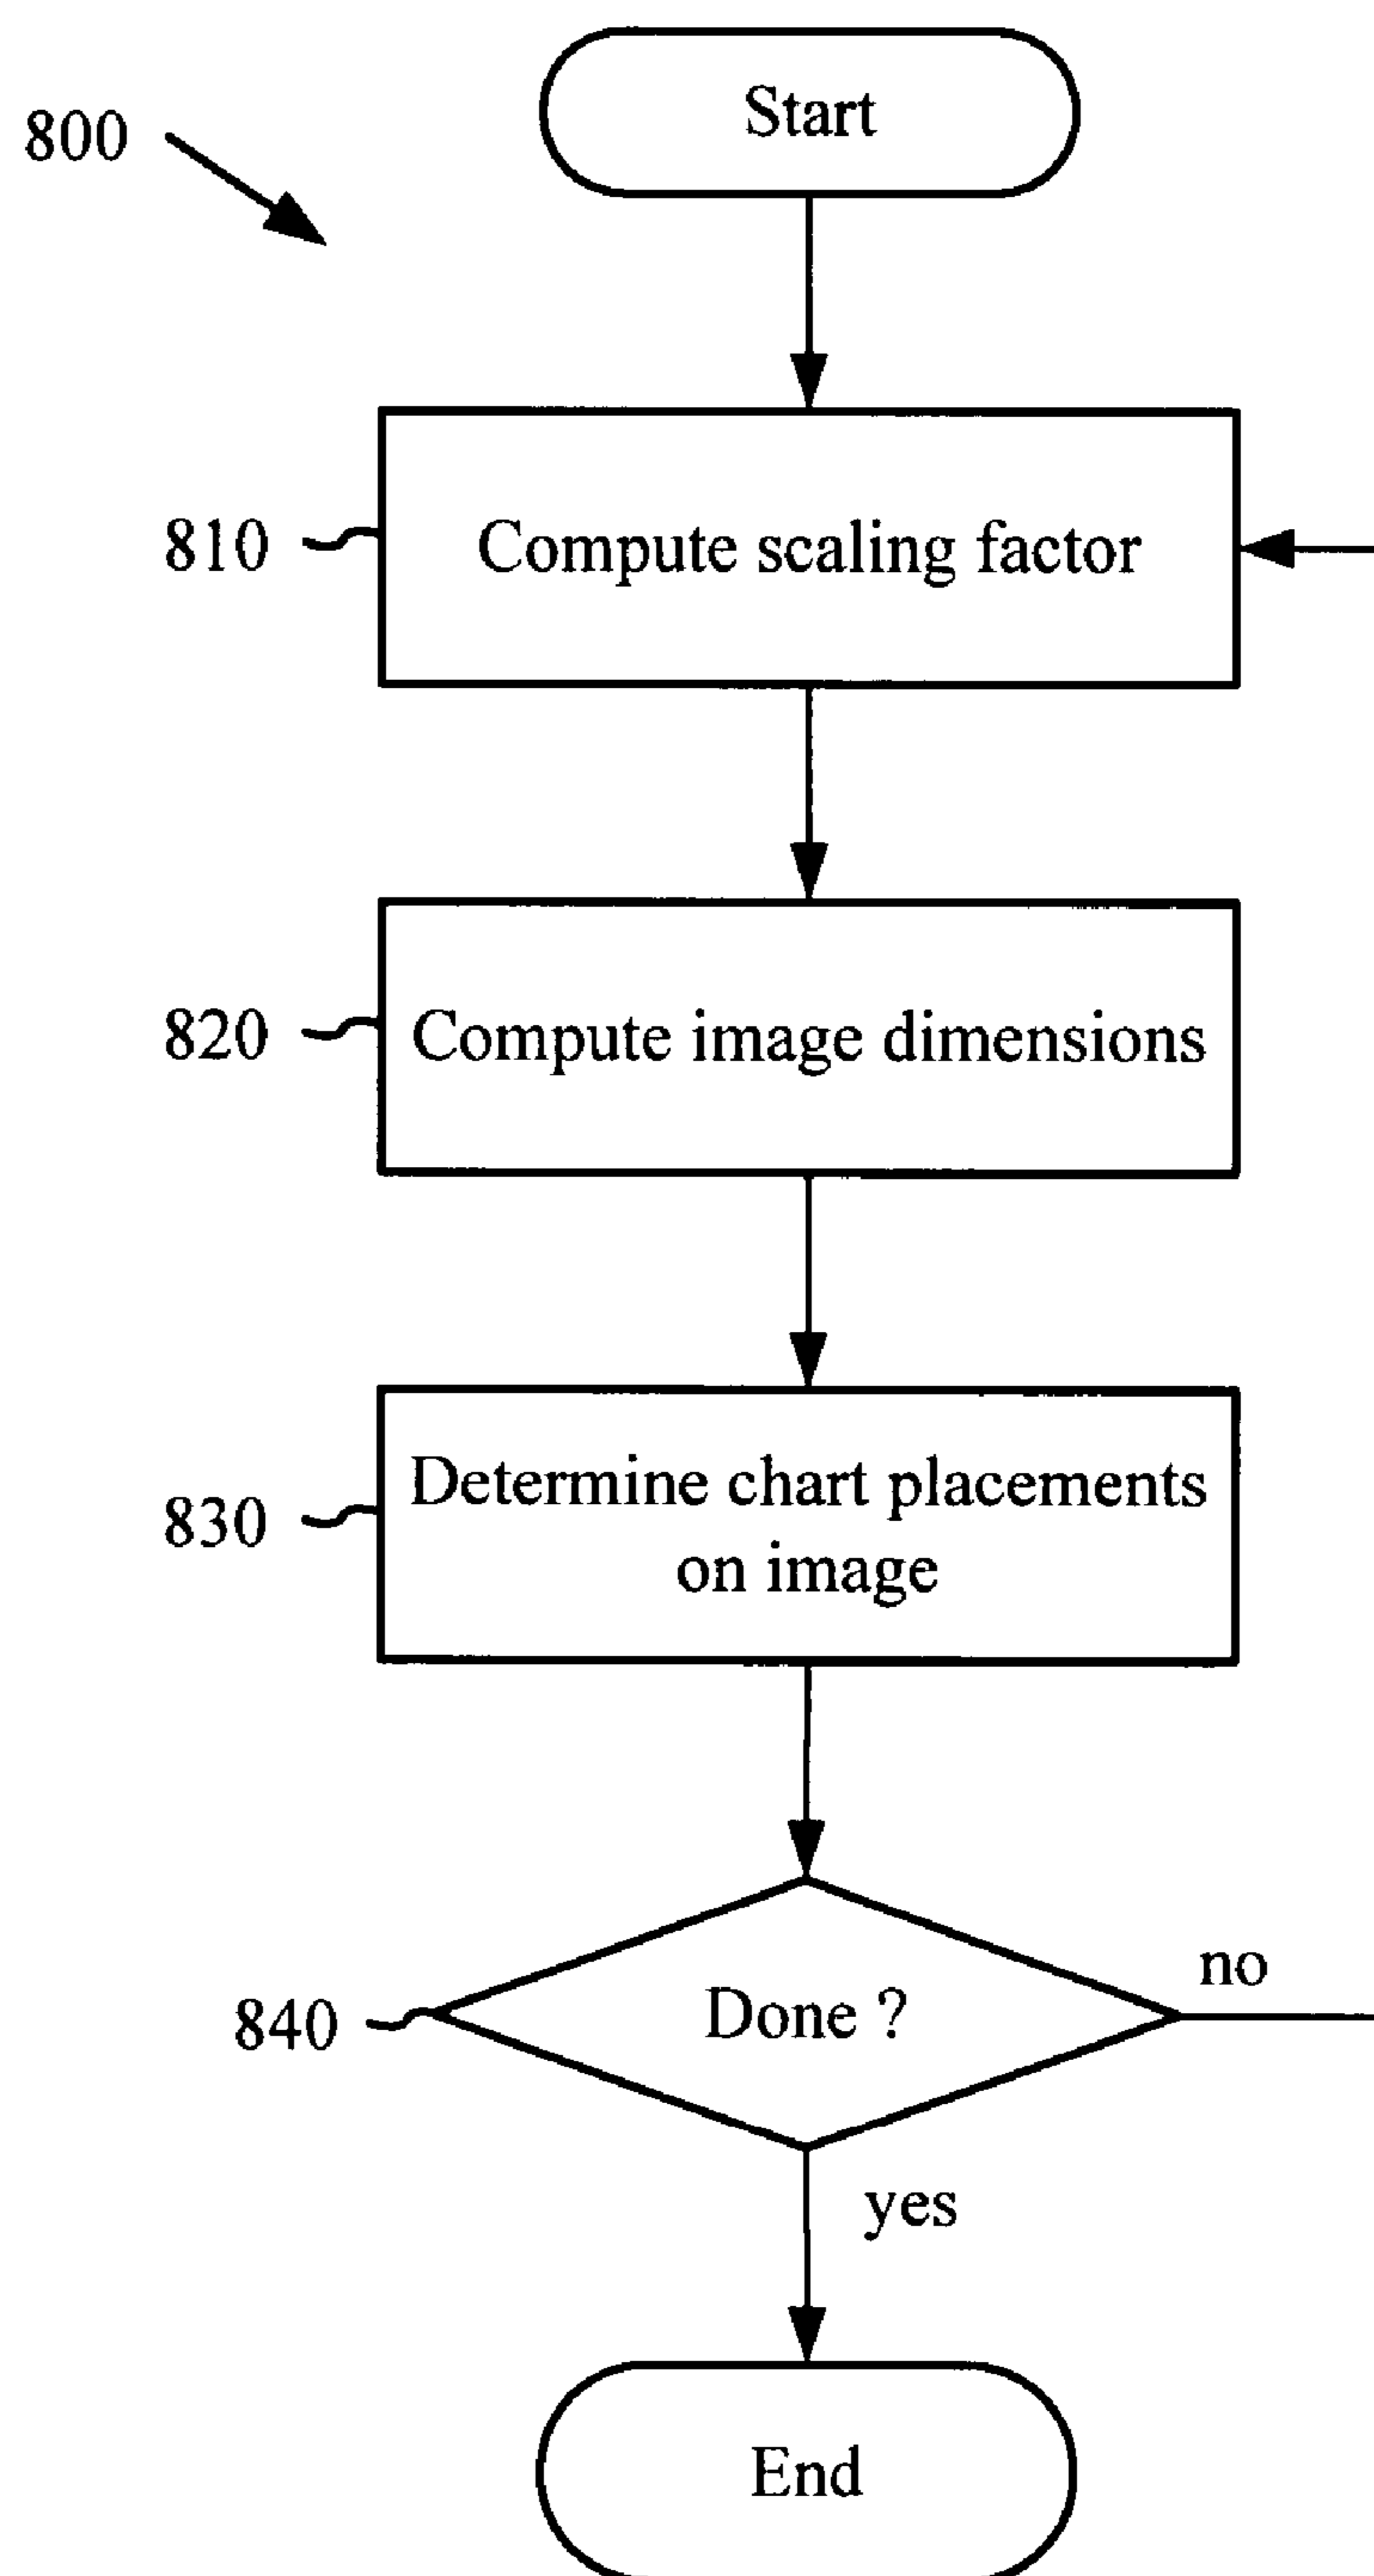 Start
800
810
Compute scaling factor
820
Compute image dimensions
Determine chart placements
830
on image
no
840
Done ?
yes
End